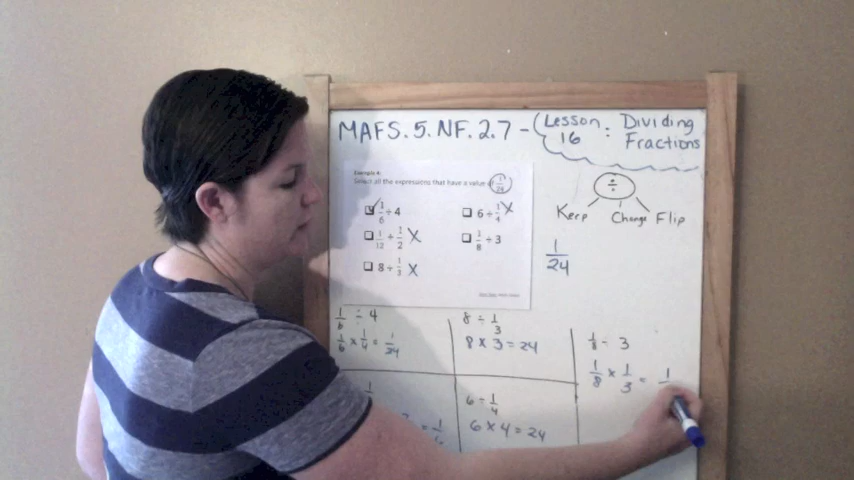 MAFS.5.NF.2.7 - Lesson 16 : Dividing Fractions
Example 4:
Select all the expressions that have a value of 1/24
1/6 ÷ 4
6 ÷ 1/4 X
1/12 ÷ 1/2 X
1/8 ÷ 3
8 ÷ 1/3 X
÷
Keep Change Flip
1/24
1/6 ÷ 4
1/6 x 1/4 = 1/24
8 ÷ 1/3
8 x 3 = 24
1/8 ÷ 3
1/8 x 1/3 = 1
6 ÷ 1/4
6 x 4 = 24